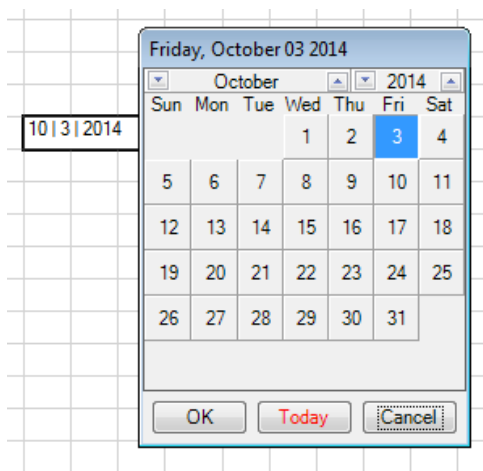 Friday, October 03 2014
October 2014
Sun Mon Tue Wed Thu Fri Sat
10 | 3 | 2014
1 2 3 4
5 6 7 8 9 10 11
12 13 14 15 16 17 18
19 20 21 22 23 24 25
26 27 28 29 30 31
OK Today Cancel